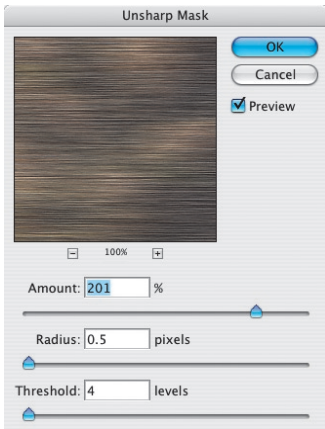 Unsharp Mask
OK
Cancel
Preview
100%
Amount: 201 %
Radius: 0.5 pixels
Threshold: 4 levels